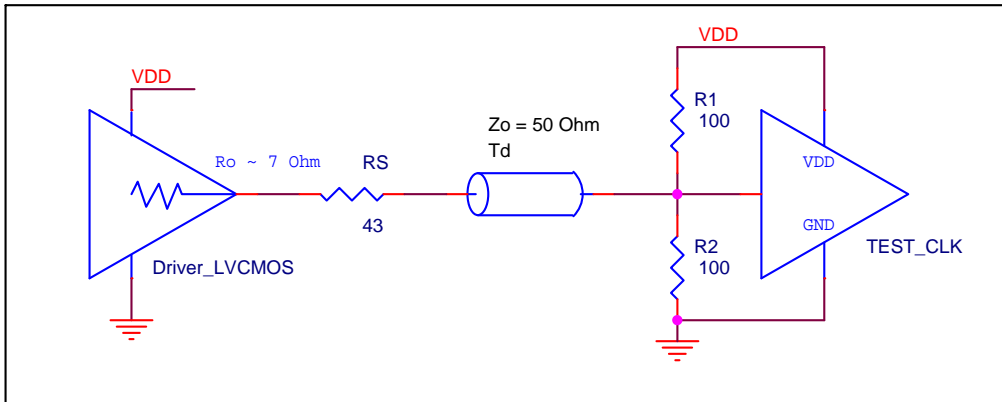 VDD
VDD
R1
100
Zo = 50 Ohm
Td
Ro ~ 7 Ohm
RS
VDD
43
GND
R2
100
TEST_CLK
Driver_LVCMOS